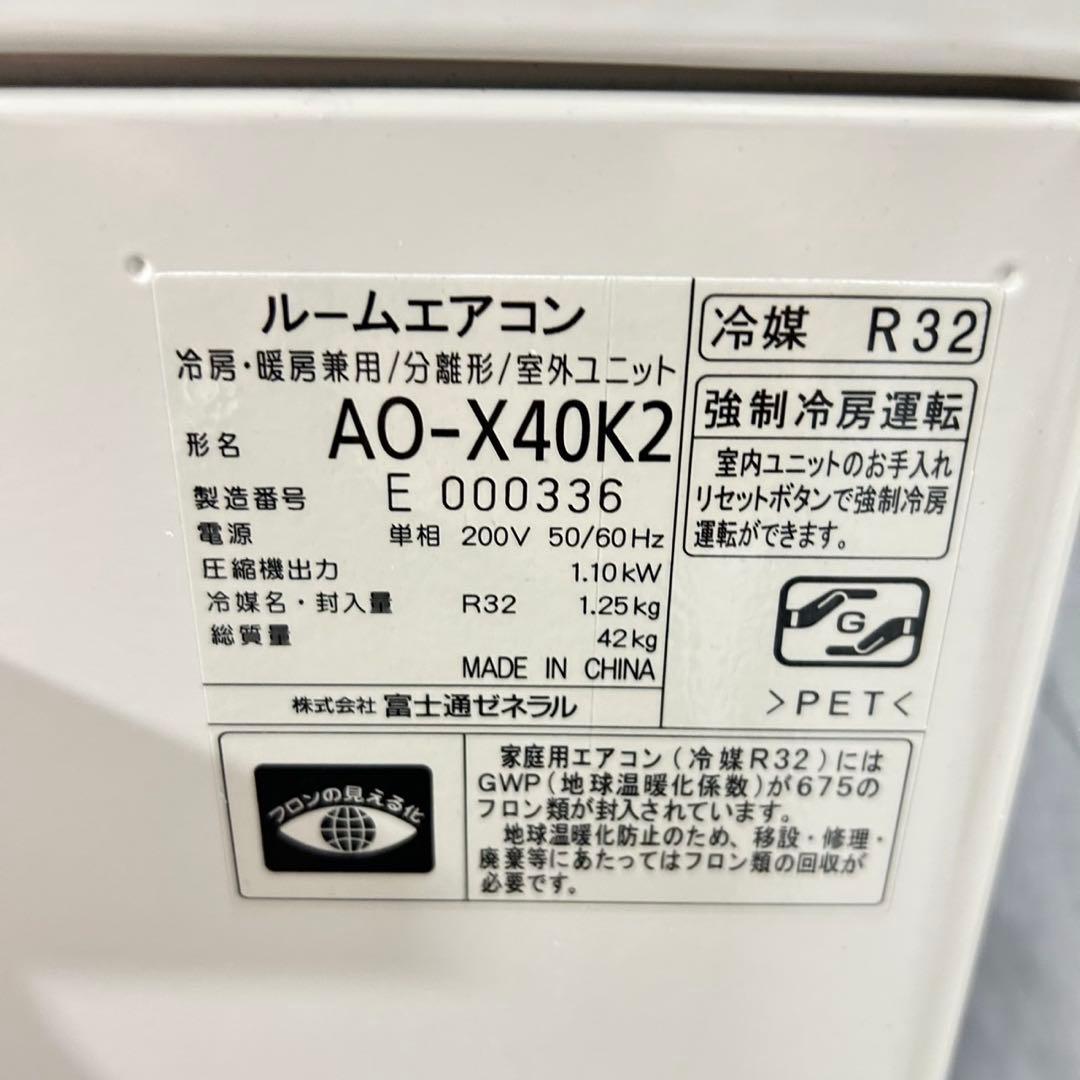 ルームエアコン
冷房・暖房兼用/分離形/室外ユニット
形名 AO-X40K2
製造番号 E 000336
電源 単相 200V 50/60Hz
圧縮機出力 1.10kW
冷媒名・封入量 R32 1.25kg
総質量 42kg
MADE IN CHINA
株式会社 富士通ゼネラル
冷媒 R32
強制冷房運転
室内ユニットのお手入れ
リセットボタンで強制冷房
運転ができます。
G
>PET<
フロンの見える化
家庭用エアコン(冷媒R32)には
GWP(地球温暖化係数)が675の
フロン類が封入されています。
地球温暖化防止のため、移設・修理・
廃棄等にあたってはフロン類の回収が
必要です。